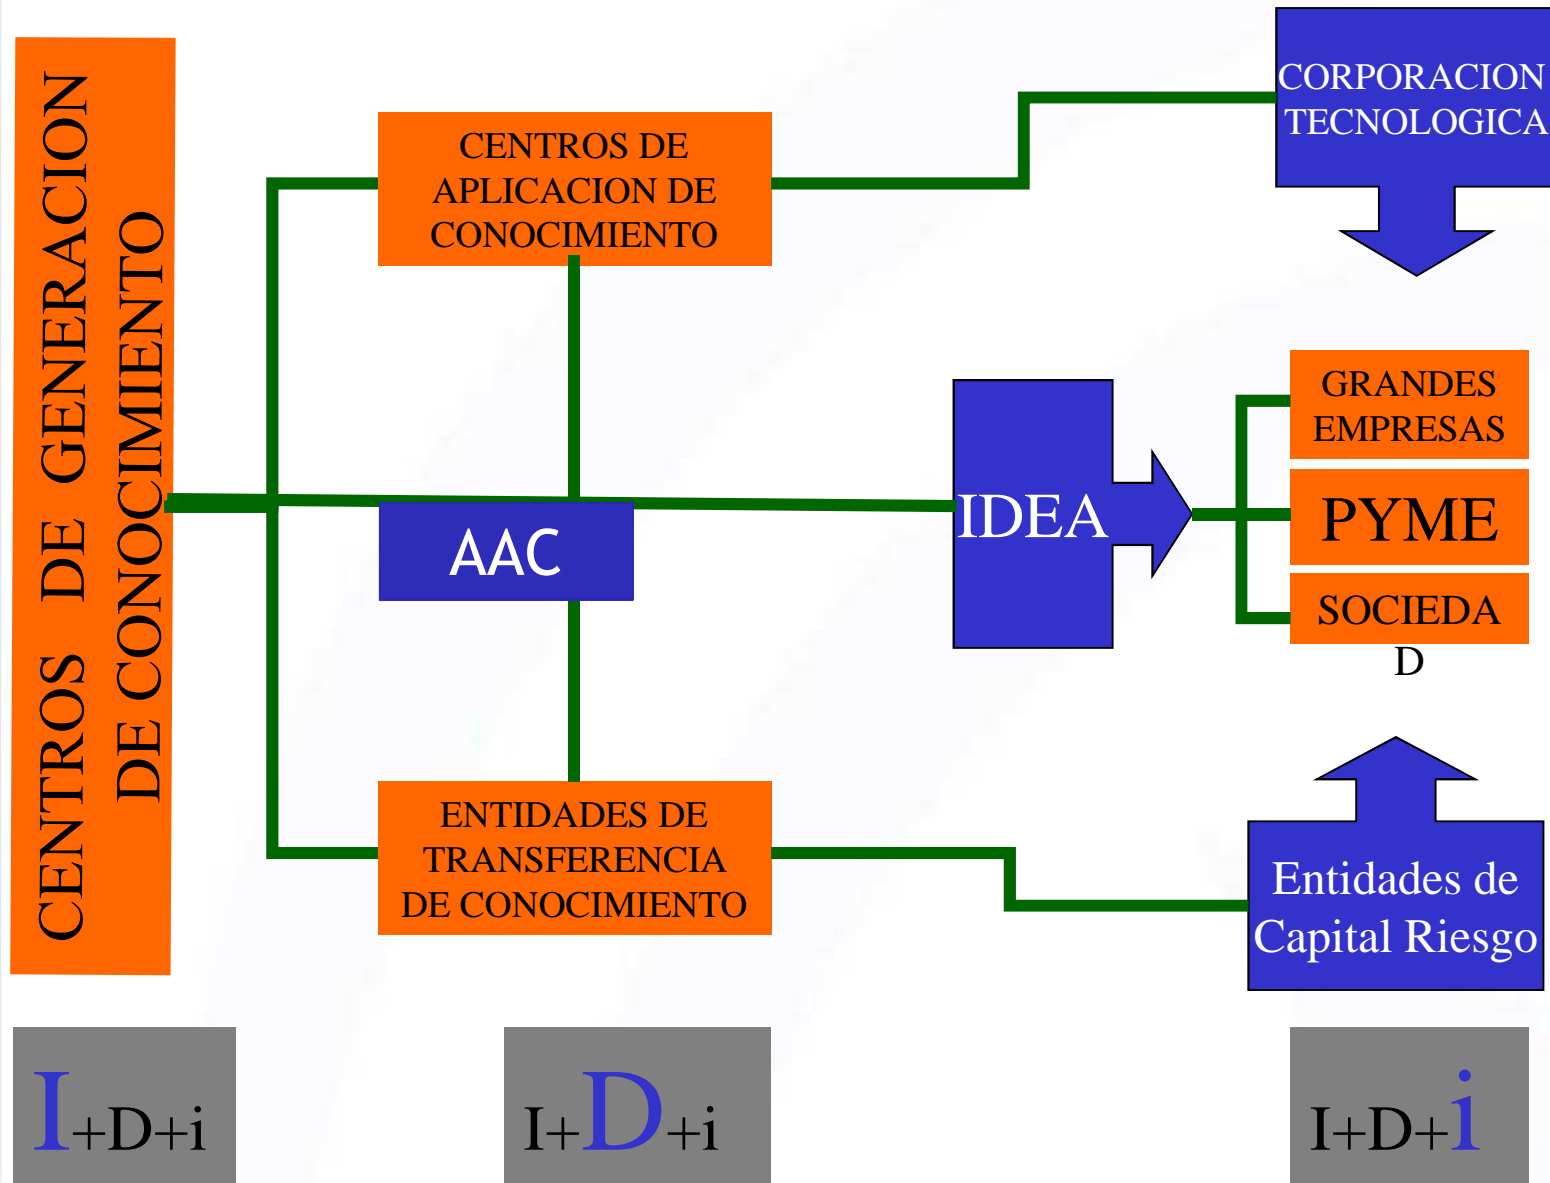 CENTROS DE GENERACION
DE CONOCIMIENTO
CENTROS DE
APLICACION DE
CONOCIMIENTO
AAC
ENTIDADES DE
TRANSFERENCIA
DE CONOCIMIENTO
IDEA
CORPORACION
TECNOLOGICA
GRANDES
EMPRESAS
PYME
SOCIEDA
D
Entidades de
Capital Riesgo
I+D+i
I+D+i
I+D+i